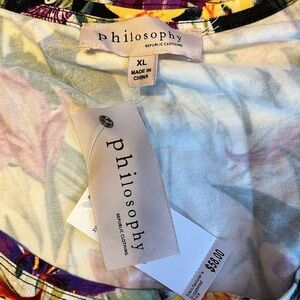 philosophy
REPUBLIC CLOTHING
XL
MADE IN
CHINA
philosophy
REPUBLIC CLOTHING
$58.00